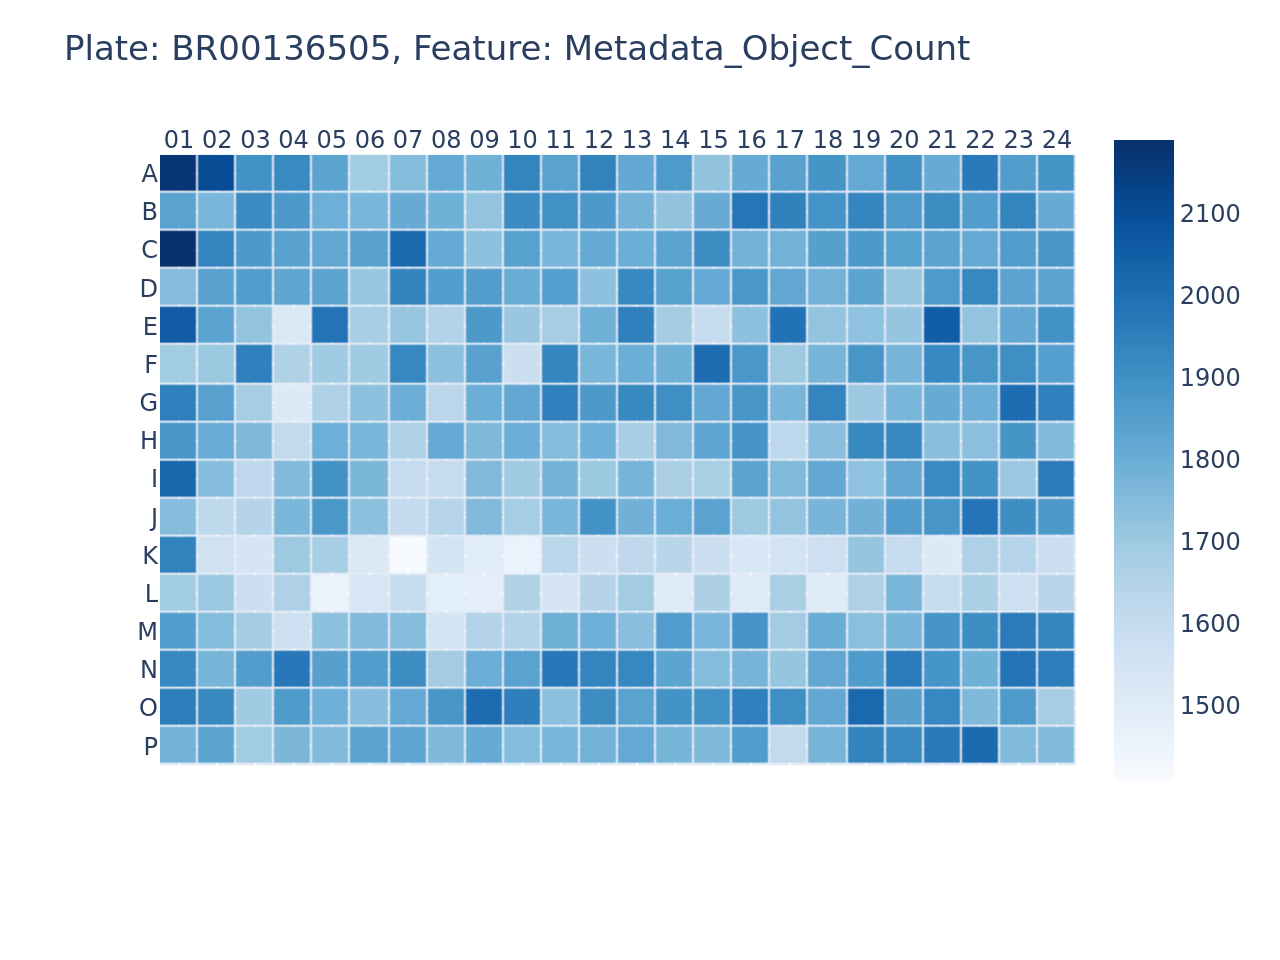 Plate: BR00136505, Feature: Metadata_Object_Count
01 02 03 04 05 06 07 08 09 10 11 12 13 14 15 16 17 18 19 20 21 22 23 24
A
B
C
D
E
F
G
H
I
J
K
L
M
N
O
P
2100
2000
1900
1800
1700
1600
1500